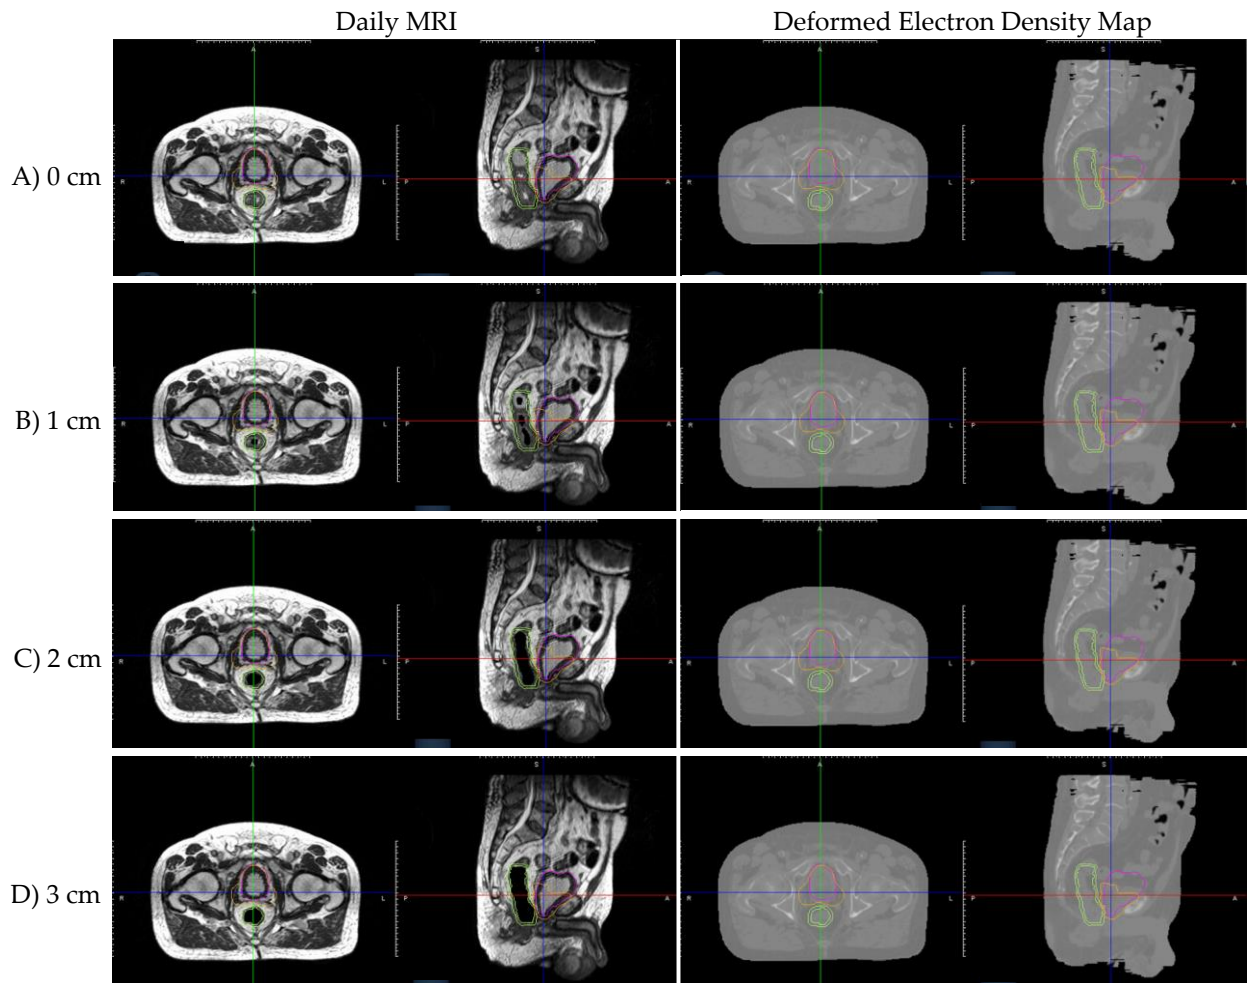 Daily MRI Deformed Electron Density Map
A S A S
A) 0 cm R L P A R L P A
A S A S
B) 1 cm R L P A R L P A
A S A S
C) 2 cm R L P A R L P A
A S A S
D) 3 cm R L P A R L P A